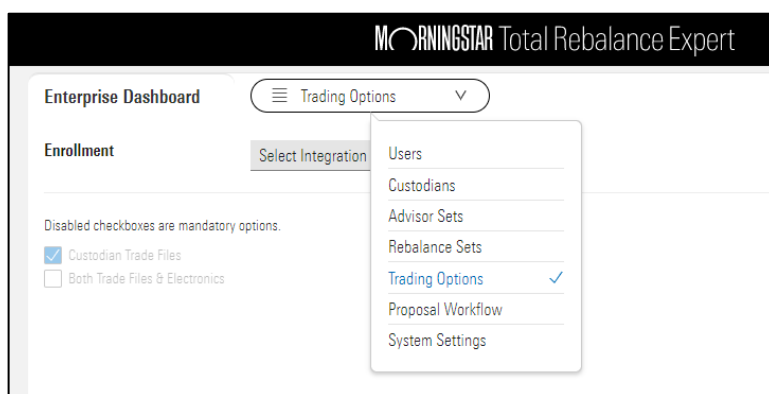 MORNINGSTAR Total Rebalance Expert
Enterprise Dashboard
Trading Options
Enrollment
Select Integration
Users
Custodians
Advisor Sets
Rebalance Sets
Trading Options
Proposal Workflow
System Settings
Disabled checkboxes are mandatory options.
Custodian Trade Files
Both Trade Files & Electronics